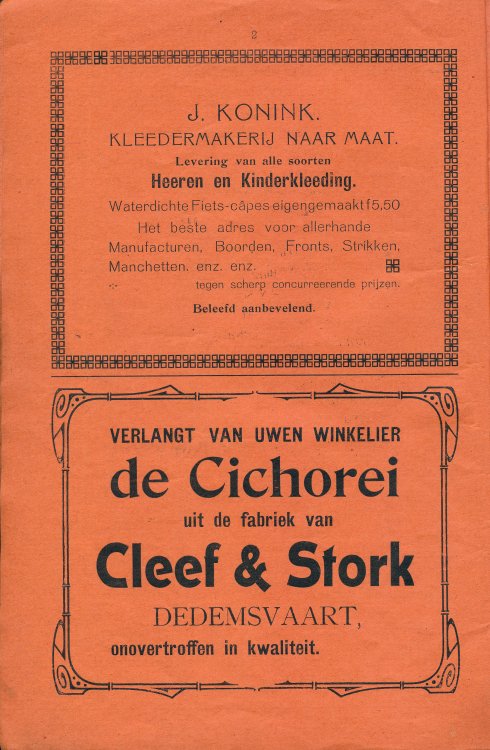 2
J. KONINK.
KLEEDERMAKERIJ NAAR MAAT.
Levering van alle soorten
Heeren en Kinderkleeding.
Waterdichte Fiets-câpes eigengemaakt f5,50
Het beste adres voor allerhande
Manufacturen, Boorden, Fronts, Strikken,
Manchetten. enz. enz.
tegen scherp concurreerende prijzen.
Beleefd aanbevelend.
VERLANGT VAN UWEN WINKELIER
de Cichorei
uit de fabriek van
Cleef & Stork
DEDEMSVAART,
onovertroffen in kwaliteit.